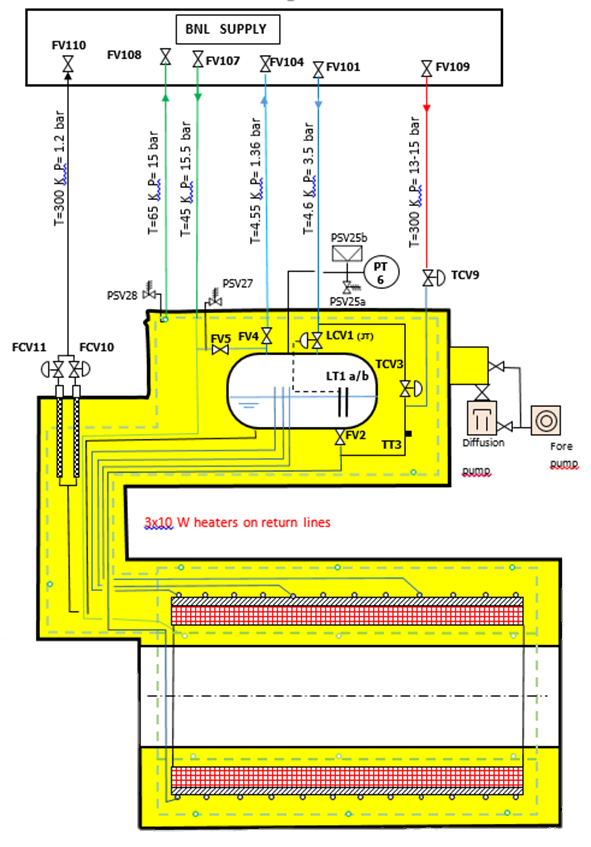 BNL SUPPLY
FV110
FV108
FV107
FV104
FV101
FV109
T=300 K P= 1.2 bar
T=65 K P= 15 bar
T=45 K P= 15.5 bar
T=4.55 K P= 1.36 bar
T=4.6 K P= 3.5 bar
T=300 K P= 13-15 bar
PSV25b
PT
6
TCV9
PSV28
PSV27
PSV25a
FCV11
FCV10
FV5
FV4
LCV1 (JT)
TCV3
LT1 a/b
FV2
TT3
Diffusion
pump
Fore
pump
3x10 W heaters on return lines